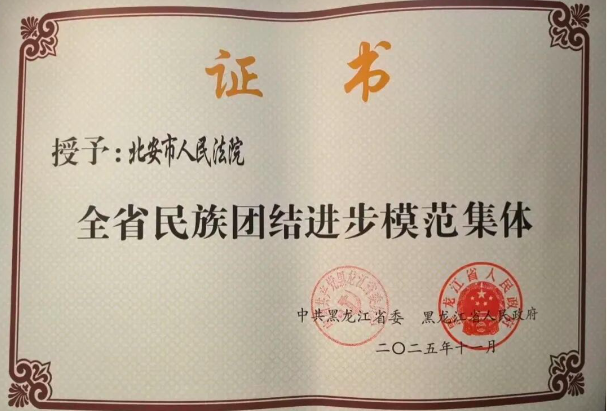 证书
授予：北安市人民法院
全省民族团结进步模范集体
中共黑龙江省委 黑龙江省人民政府
二〇二五年十一月